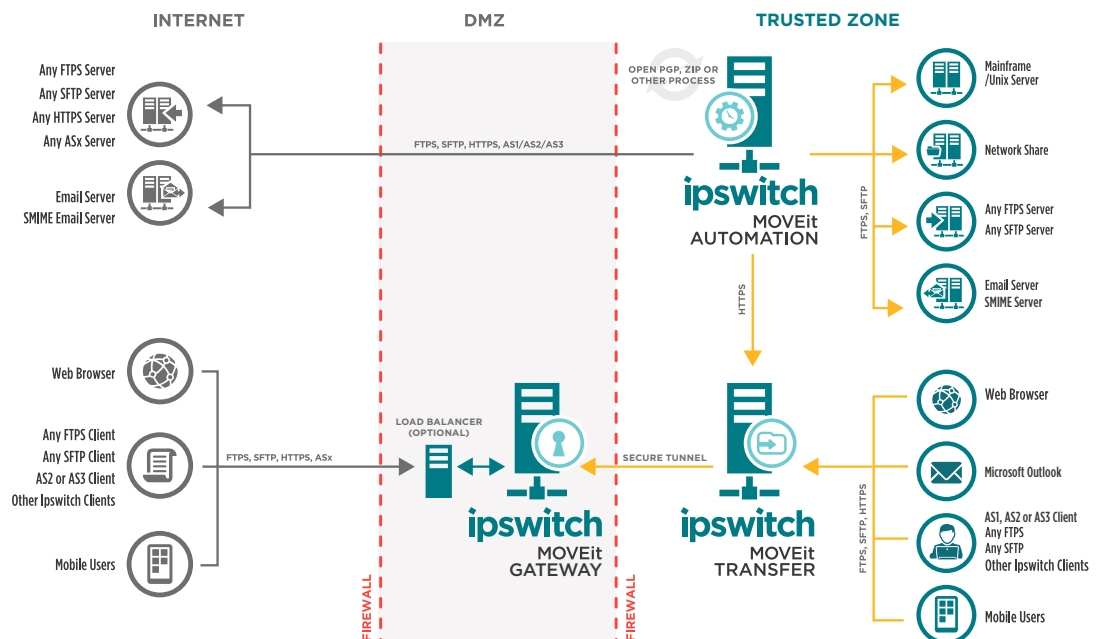 INTERNET
DMZ
TRUSTED ZONE
Any FTPS Server
Any SFTP Server
Any HTTPS Server
Any ASx Server
Email Server
SMIME Email Server
FTPS, SFTP, HTTPS, AS1/AS2/AS3
OPEN PGP, ZIP OR
OTHER PROCESS
ipswitch
MOVEit
AUTOMATION
FTPS, SFTP
Mainframe
/Unix Server
Network Share
Any FTPS Server
Any SFTP Server
Email Server
SMIME Server
HTTPS
Web Browser
Any FTPS Client
Any SFTP Client
AS2 or AS3 Client
Other Ipswitch Clients
Mobile Users
FTPS, SFTP, HTTPS, ASx
LOAD BALANCER
(OPTIONAL)
ipswitch
MOVEit
GATEWAY
SECURE TUNNEL
ipswitch
MOVEit
TRANSFER
FTPS, SFTP, HTTPS
Web Browser
Microsoft Outlook
AS1, AS2 or AS3 Client
Any FTPS
Any SFTP
Other Ipswitch Clients
Mobile Users
FIREWALL
FIREWALL